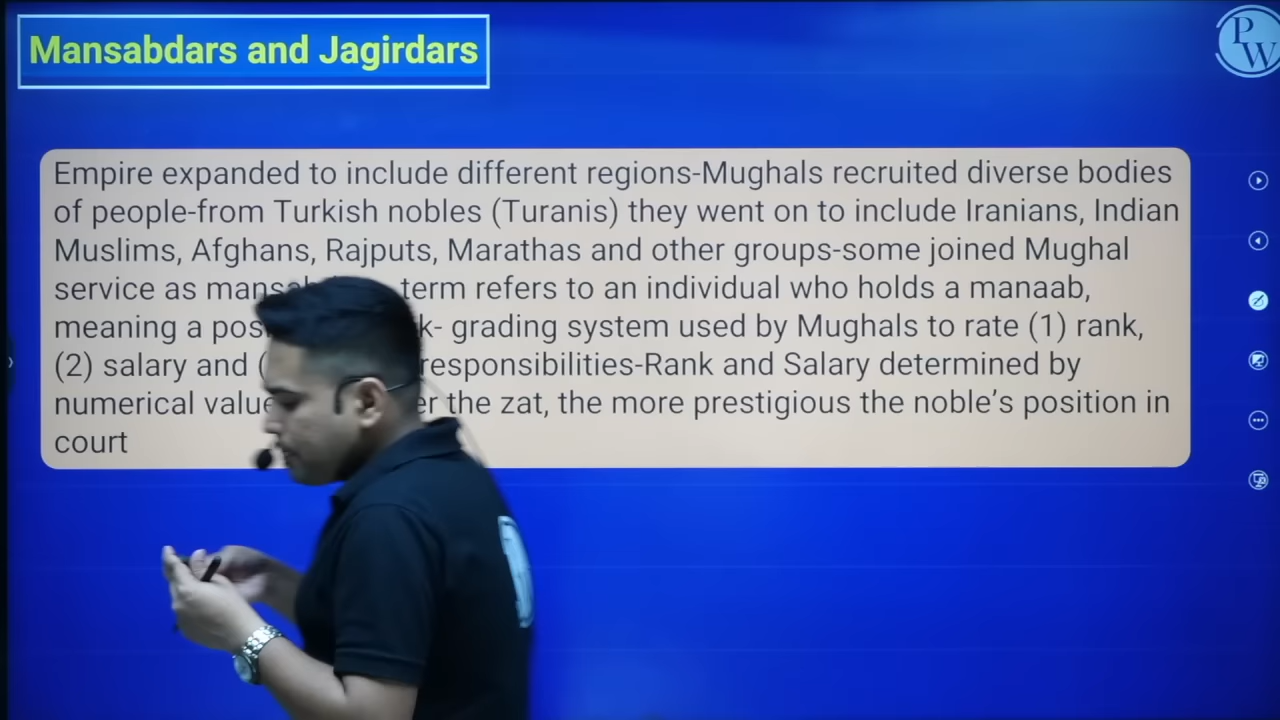 Mansabdars and Jagirdars
PW
Empire expanded to include different regions-Mughals recruited diverse bodies
of people-from Turkish nobles (Turanis) they went on to include Iranians, Indian
Muslims, Afghans, Rajputs, Marathas and other groups-some joined Mughal
service as term refers to an individual who holds a manaab,
meaning a grading system used by Mughals to rate (1) rank,
(2) salary and responsibilities-Rank and Salary determined by
numerical value the zat, the more prestigious the noble's position in
court